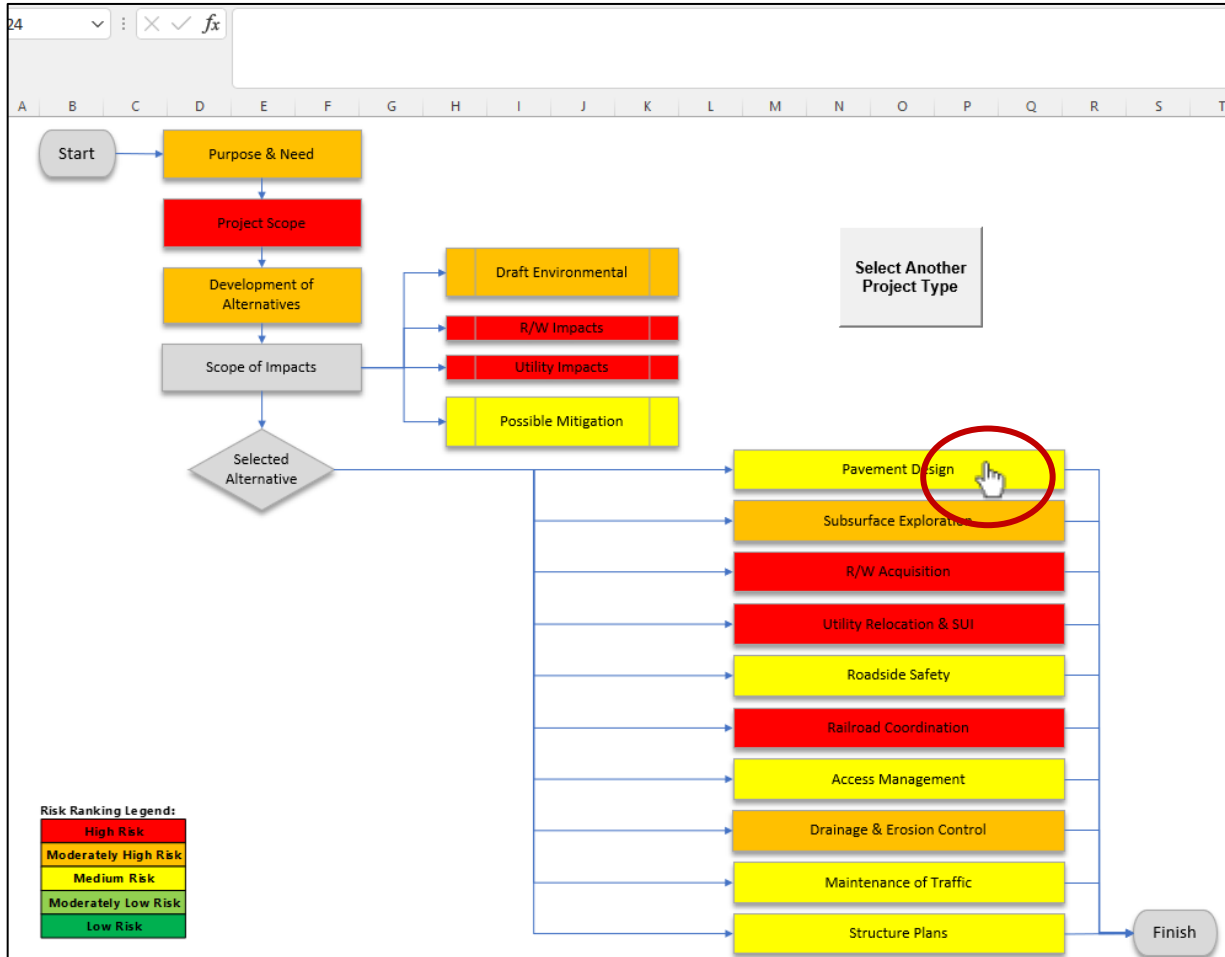 24
fx
A B C D E F G H I J K L M N O P Q R S T
Start
Purpose & Need
Project Scope
Development of
Alternatives
Scope of Impacts
Selected
Alternative
Draft Environmental
R/W Impacts
Utility Impacts
Possible Mitigation
Select Another
Project Type
Pavement Design
Subsurface Exploration
R/W Acquisition
Utility Relocation & SUI
Roadside Safety
Railroad Coordination
Access Management
Drainage & Erosion Control
Maintenance of Traffic
Structure Plans
Finish
Risk Ranking Legend:
High Risk
Moderately High Risk
Medium Risk
Moderately Low Risk
Low Risk